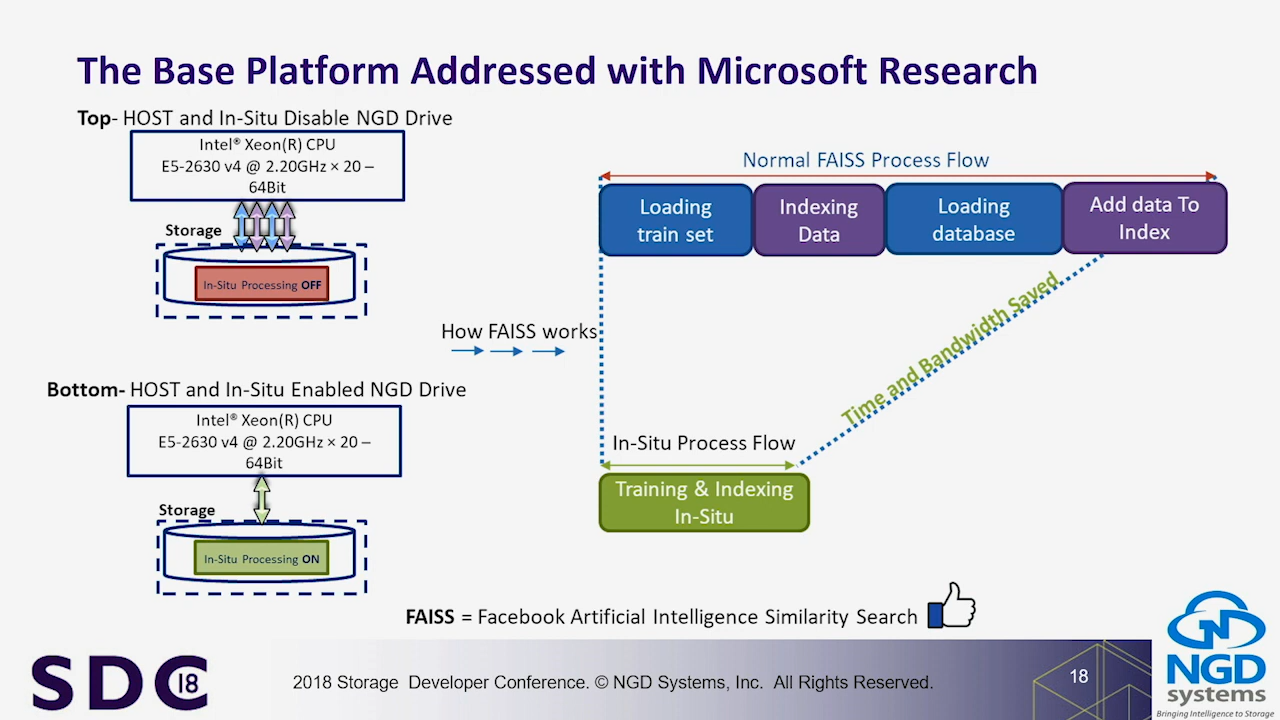 The Base Platform Addressed with Microsoft Research
Top- HOST and In-Situ Disable NGD Drive
Intel® Xeon(R) CPU
E5-2630 v4 @ 2.20GHz × 20 –
64Bit
Storage
In-Situ Processing OFF
Normal FAISS Process Flow
Loading
train set
Indexing
Data
Loading
database
Add data To
Index
How FAISS works
Time and Bandwidth Saved
Bottom- HOST and In-Situ Enabled NGD Drive
Intel® Xeon(R) CPU
E5-2630 v4 @ 2.20GHz × 20 –
64Bit
Storage
In-Situ Processing ON
In-Situ Process Flow
Training & Indexing
In-Situ
FAISS = Facebook Artificial Intelligence Similarity Search
SDC 18
2018 Storage Developer Conference. © NGD Systems, Inc. All Rights Reserved.
18
NGD
systems
Bringing Intelligence to Storage